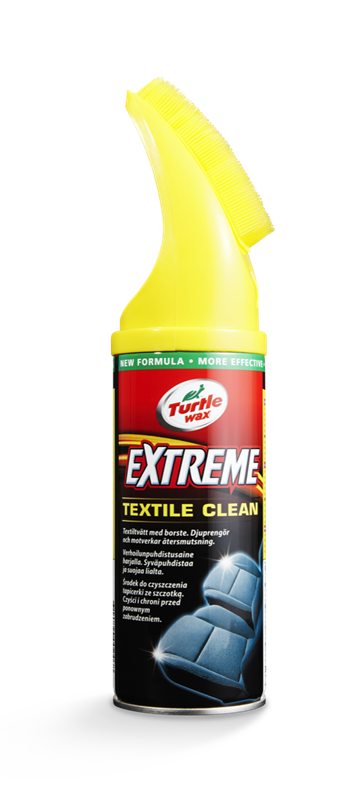 NEW FORMULA • MORE EFFECTIVE
Turtle
wax
EXTREME
TEXTILE CLEAN
Textiltvätt med borste. Djuprengör
och motverkar återsmutsning.
Verhoilunpuhdistusaine
harjalla. Syväpuhdistaa
ja suojaa lialta.
Środek do czyszczenia
tapicerki ze szczotką.
Czyści i chroni przed
ponownym
zabrudzeniem.